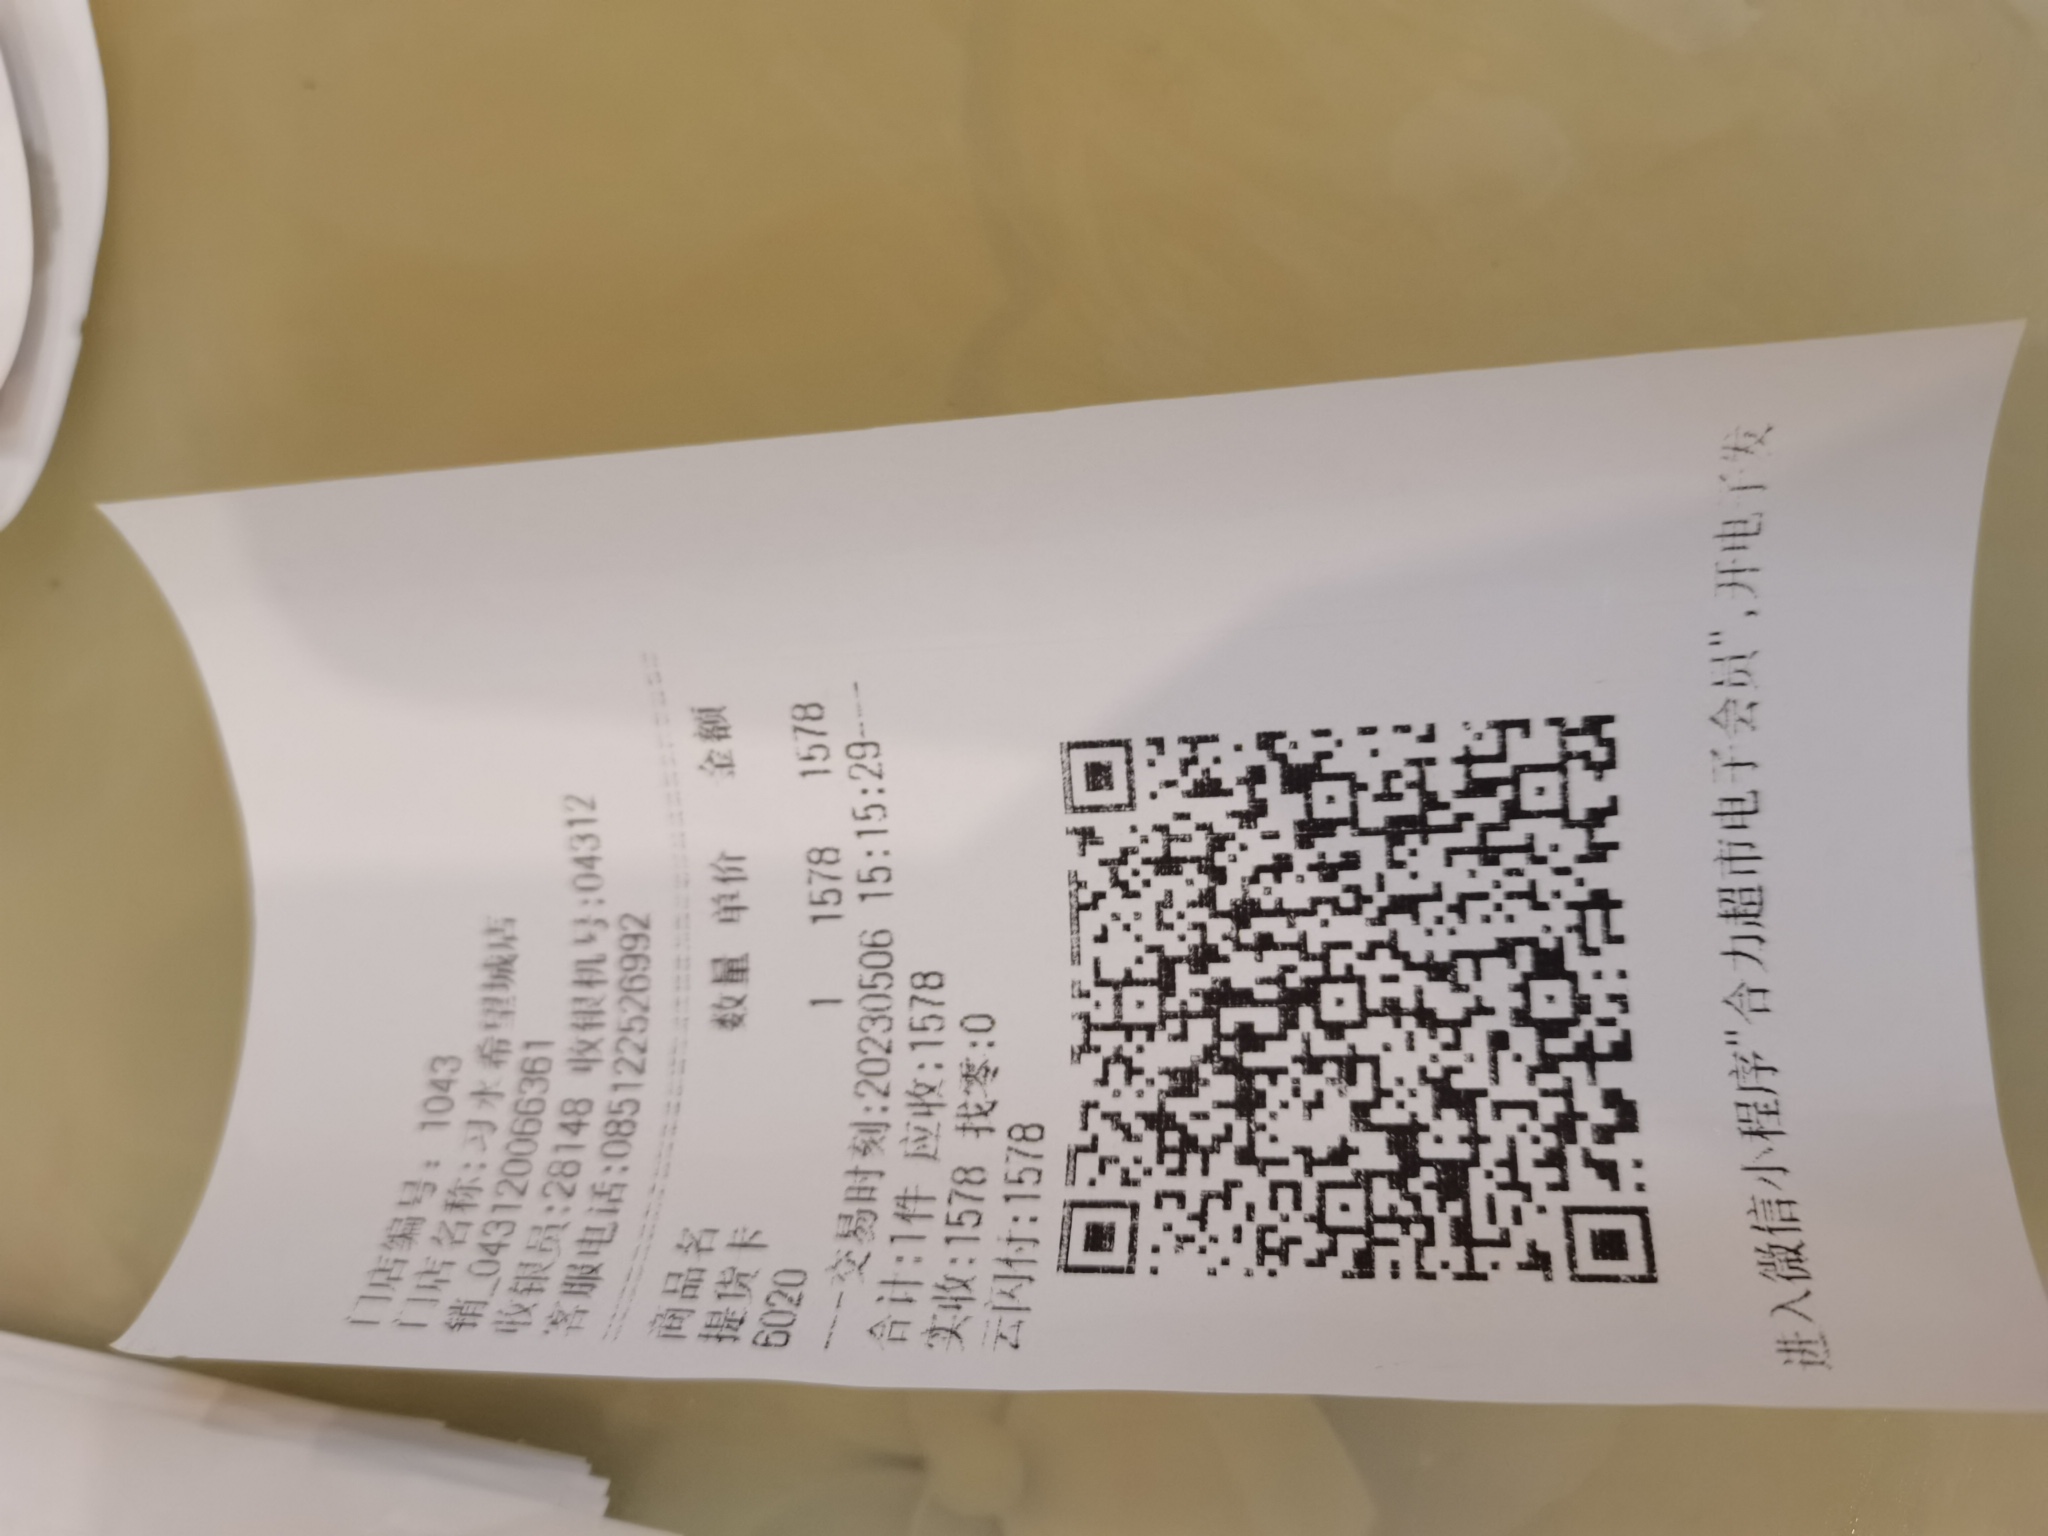 门店编号: 1043
门店名称:习水希望城店
销_043120066361
收银员:28148 收银机号:04312
客服电话:085122526992
商品名 数量 单价 金额
提货卡
6020 1 1578 1578
---交易时刻:20230506 15:15:29----
合计:1件 应收:1578
实收:1578 找零:0
云闪付:1578
进入微信小程序"合力超市电子会员",开电子发